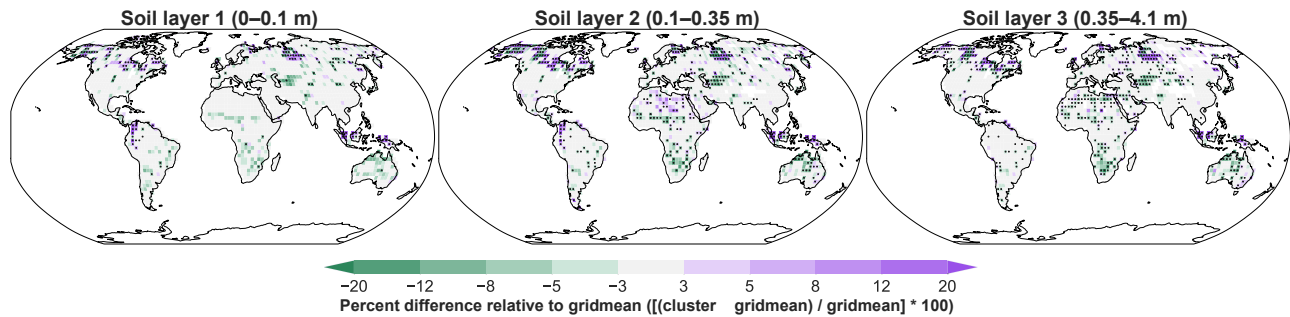 Soil layer 1 (0–0.1 m) Soil layer 2 (0.1–0.35 m) Soil layer 3 (0.35–4.1 m)
−20 −12 −8 −5 −3 3 5 8 12 20
Percent difference relative to gridmean ([(cluster gridmean) / gridmean] * 100)